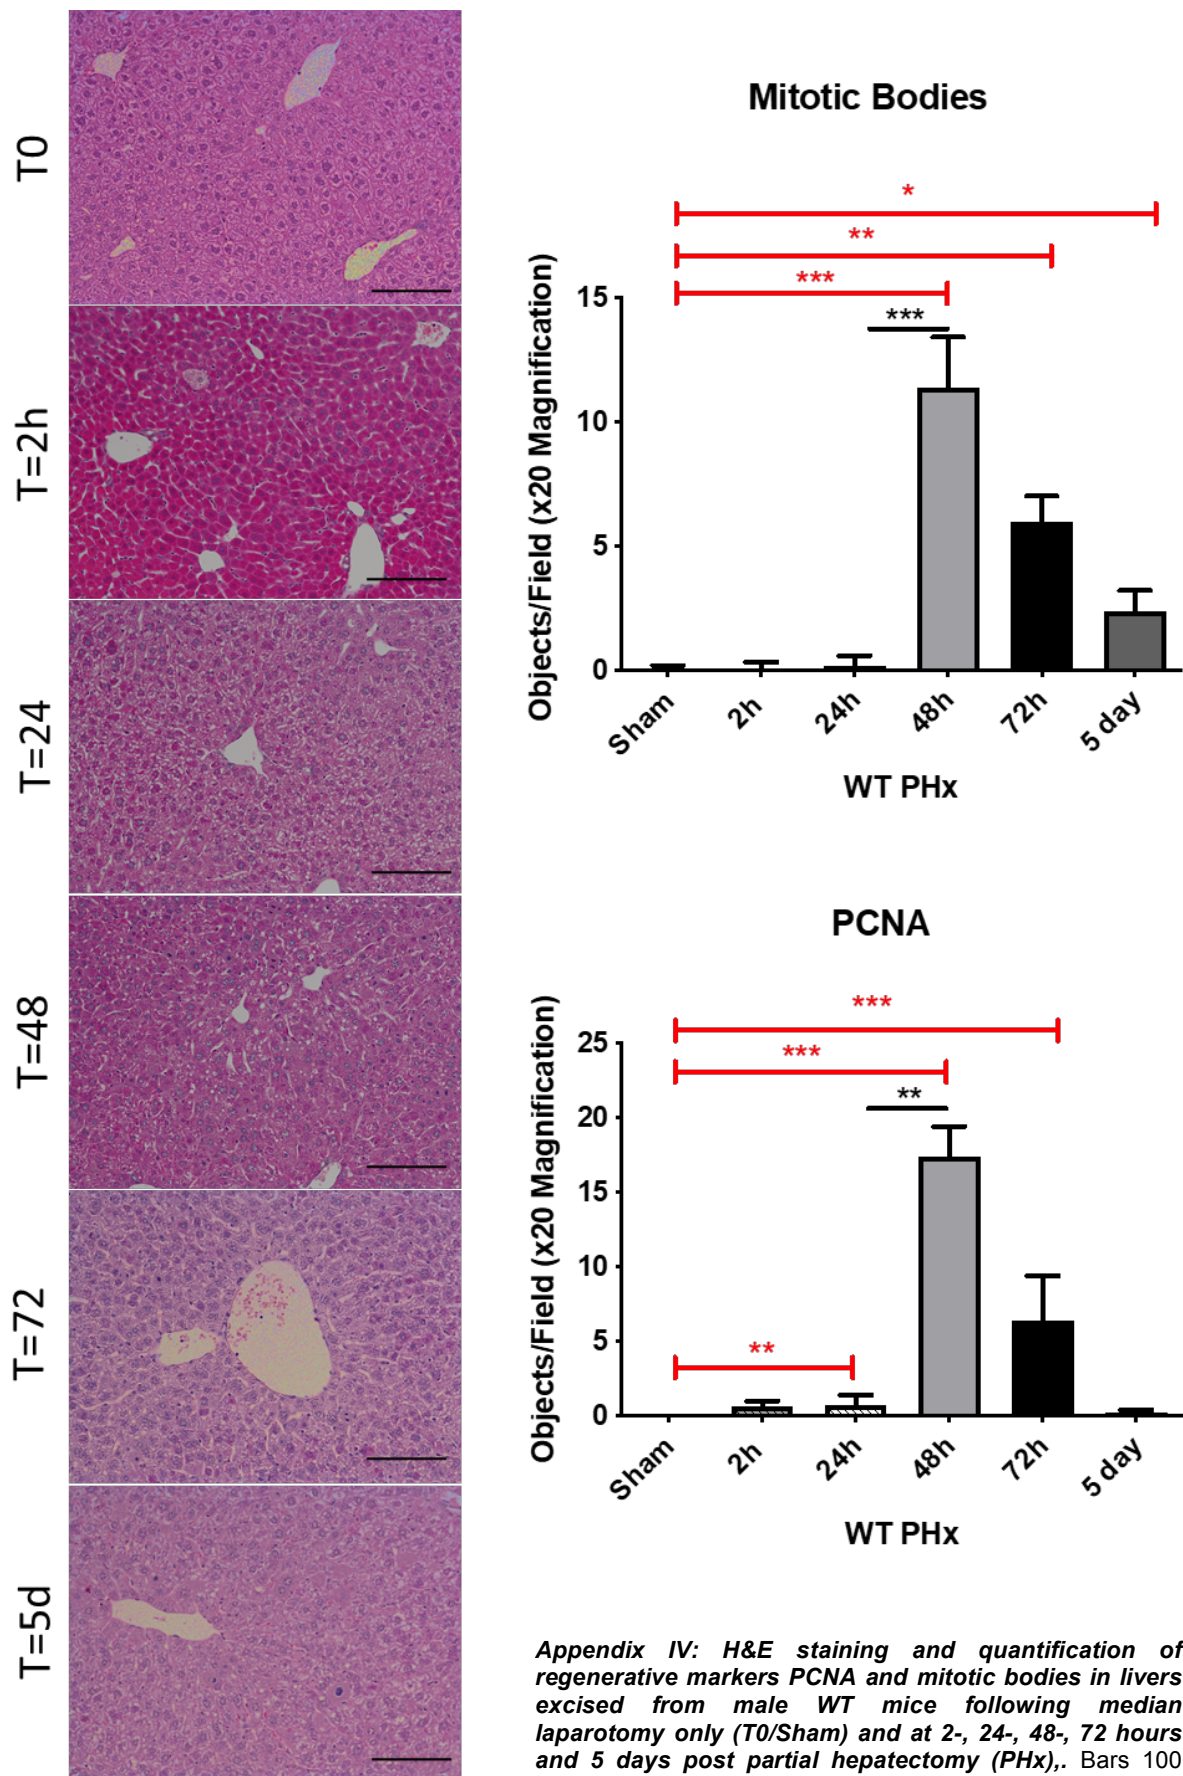 T0
T=2h
T=24
T=48
T=72
T=5d
Mitotic Bodies
*
**
***
***
Objects/Field (x20 Magnification)
15
10
5
0
Sham
2h
24h
48h
72h
5 day
WT PHx
PCNA
***
***
**
**
Objects/Field (x20 Magnification)
25
20
15
10
5
0
Sham
2h
24h
48h
72h
5 day
WT PHx
Appendix IV: H&E staining and quantification of
regenerative markers PCNA and mitotic bodies in livers
excised from male WT mice following median
laparotomy only (T0/Sham) and at 2-, 24-, 48-, 72 hours
and 5 days post partial hepatectomy (PHx),. Bars 100